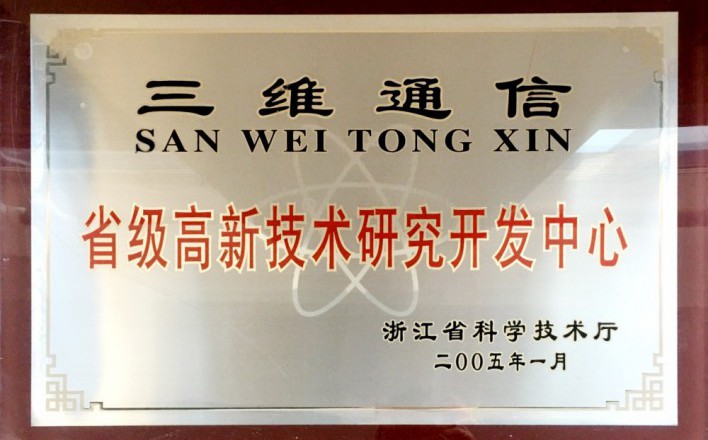 三维通信
SAN WEI TONG XIN
省级高新技术研究开发中心
浙江省科学技术厅
二00五年一月